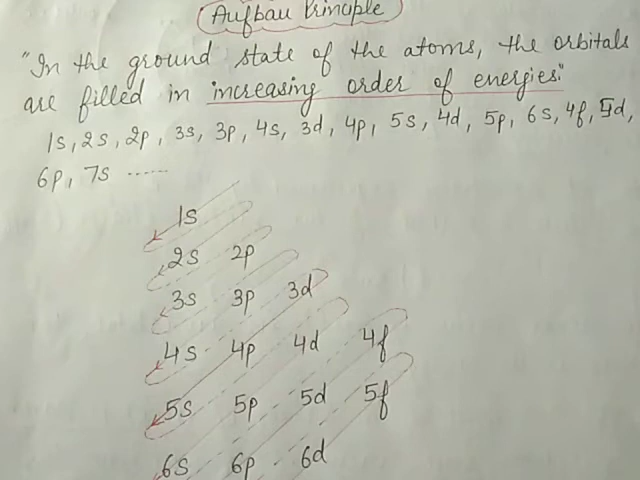 Aufbau Principle
"In the ground state of the atoms, the orbitals
are filled in increasing order of energies."
1s, 2s, 2p, 3s, 3p, 4s, 3d, 4p, 5s, 4d, 5p, 6s, 4f, 5d,
6p, 7s ......
1s
2s 2p
3s 3p 3d
4s 4p 4d 4f
5s 5p 5d 5f
6s 6p 6d